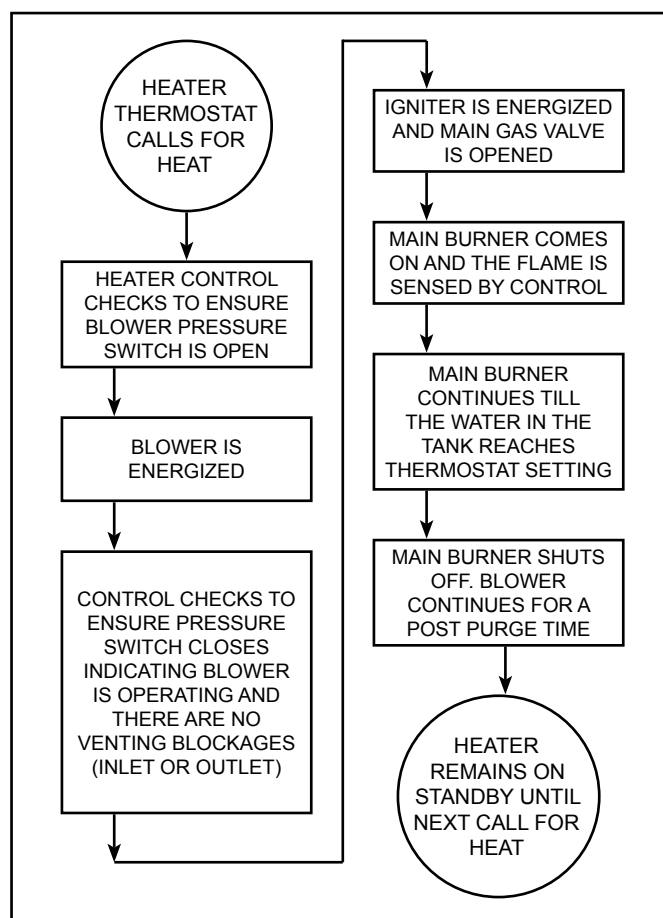 HEATER
THERMOSTAT
CALLS FOR
HEAT
HEATER CONTROL
CHECKS TO ENSURE
BLOWER PRESSURE
SWITCH IS OPEN
BLOWER IS
ENERGIZED
CONTROL CHECKS TO
ENSURE PRESSURE
SWITCH CLOSES
INDICATING BLOWER
IS OPERATING AND
THERE ARE NO
VENTING BLOCKAGES
(INLET OR OUTLET)
IGNITER IS ENERGIZED
AND MAIN GAS VALVE
IS OPENED
MAIN BURNER COMES
ON AND THE FLAME IS
SENSED BY CONTROL
MAIN BURNER
CONTINUES TILL
THE WATER IN THE
TANK REACHES
THERMOSTAT SETTING
MAIN BURNER SHUTS
OFF. BLOWER
CONTINUES FOR A
POST PURGE TIME
HEATER
REMAINS ON
STANDBY UNTIL
NEXT CALL FOR
HEAT